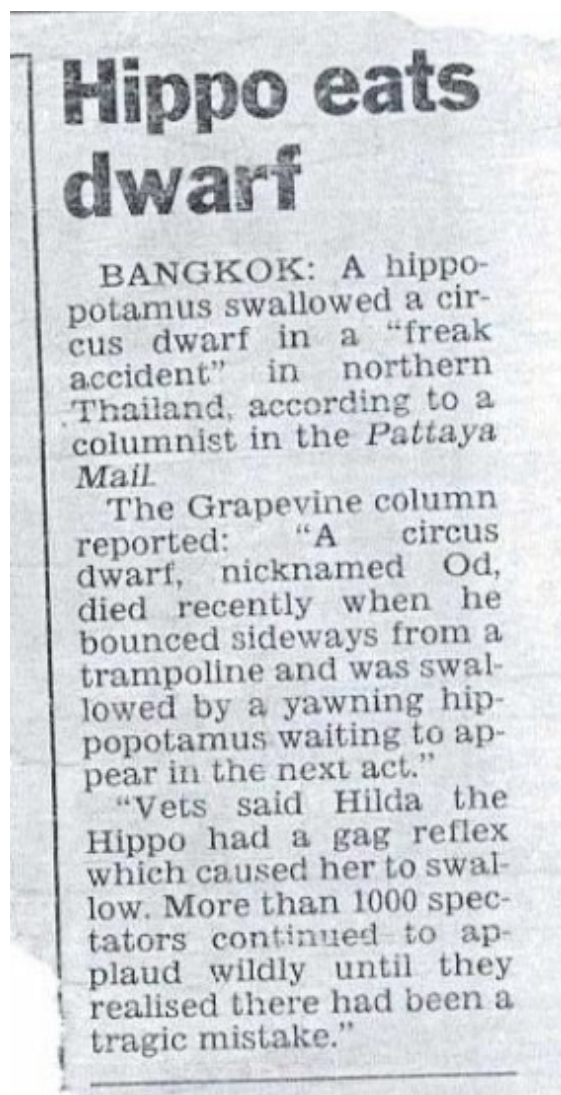 Hippo eats
dwarf
BANGKOK: A hippo-
potamus swallowed a cir-
cus dwarf in a “freak
accident” in northern
Thailand, according to a
columnist in the Pattaya
Mail.
The Grapevine column
reported: “A circus
dwarf, nicknamed Od,
died recently when he
bounced sideways from a
trampoline and was swal-
lowed by a yawning hip-
popotamus waiting to ap-
pear in the next act.”
“Vets said Hilda the
Hippo had a gag reflex
which caused her to swal-
low. More than 1000 spec-
tators continued to ap-
plaud wildly until they
realised there had been a
tragic mistake.”